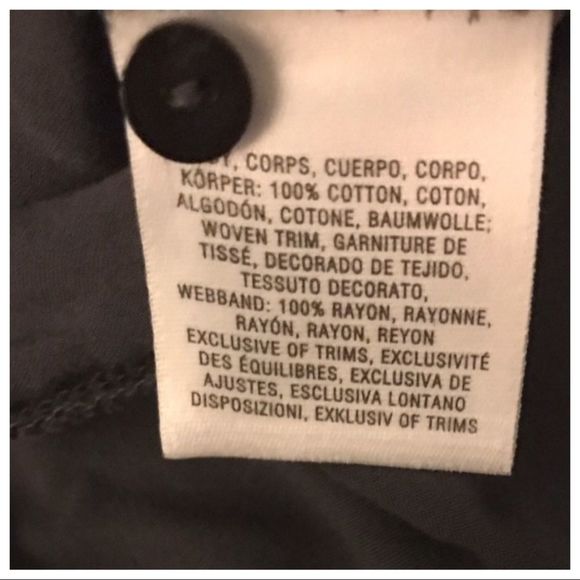 CORPS, CUERPO, CORPO,
KÖRPER: 100% COTTON, COTON,
ALGODÓN, COTONE, BAUMWOLLE;
WOVEN TRIM, GARNITURE DE
TISSÉ, DECORADO DE TEJIDO,
TESSUTO DECORATO,
WEBBAND: 100% RAYON, RAYONNE,
RAYÓN, RAYON, REYON
EXCLUSIVE OF TRIMS, EXCLUSIVITÉ
DES ÉQUILIBRES, EXCLUSIVA DE
AJUSTES, ESCLUSIVA LONTANO
DISPOSIZIONI, EXKLUSIV OF TRIMS